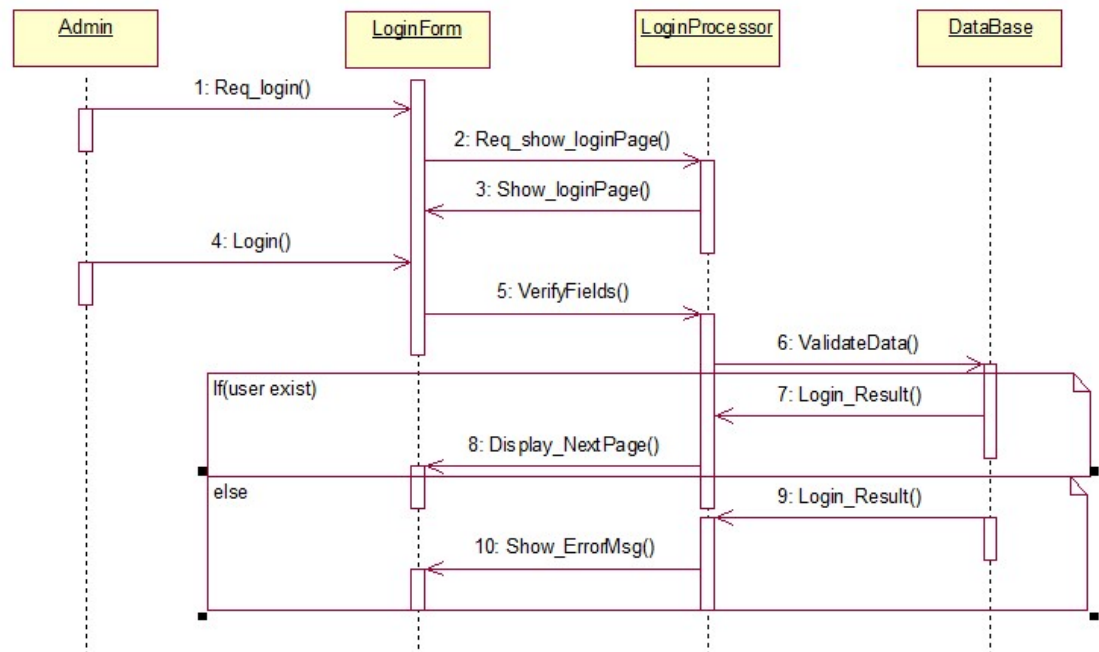 Admin
LoginForm
LoginProcessor
DataBase
1: Req_login()
2: Req_show_loginPage()
3: Show_loginPage()
4: Login()
5: VerifyFields()
6: ValidateData()
If(user exist)
7: Login_Result()
8: Display_NextPage()
else
9: Login_Result()
10: Show_ErrorMsg()